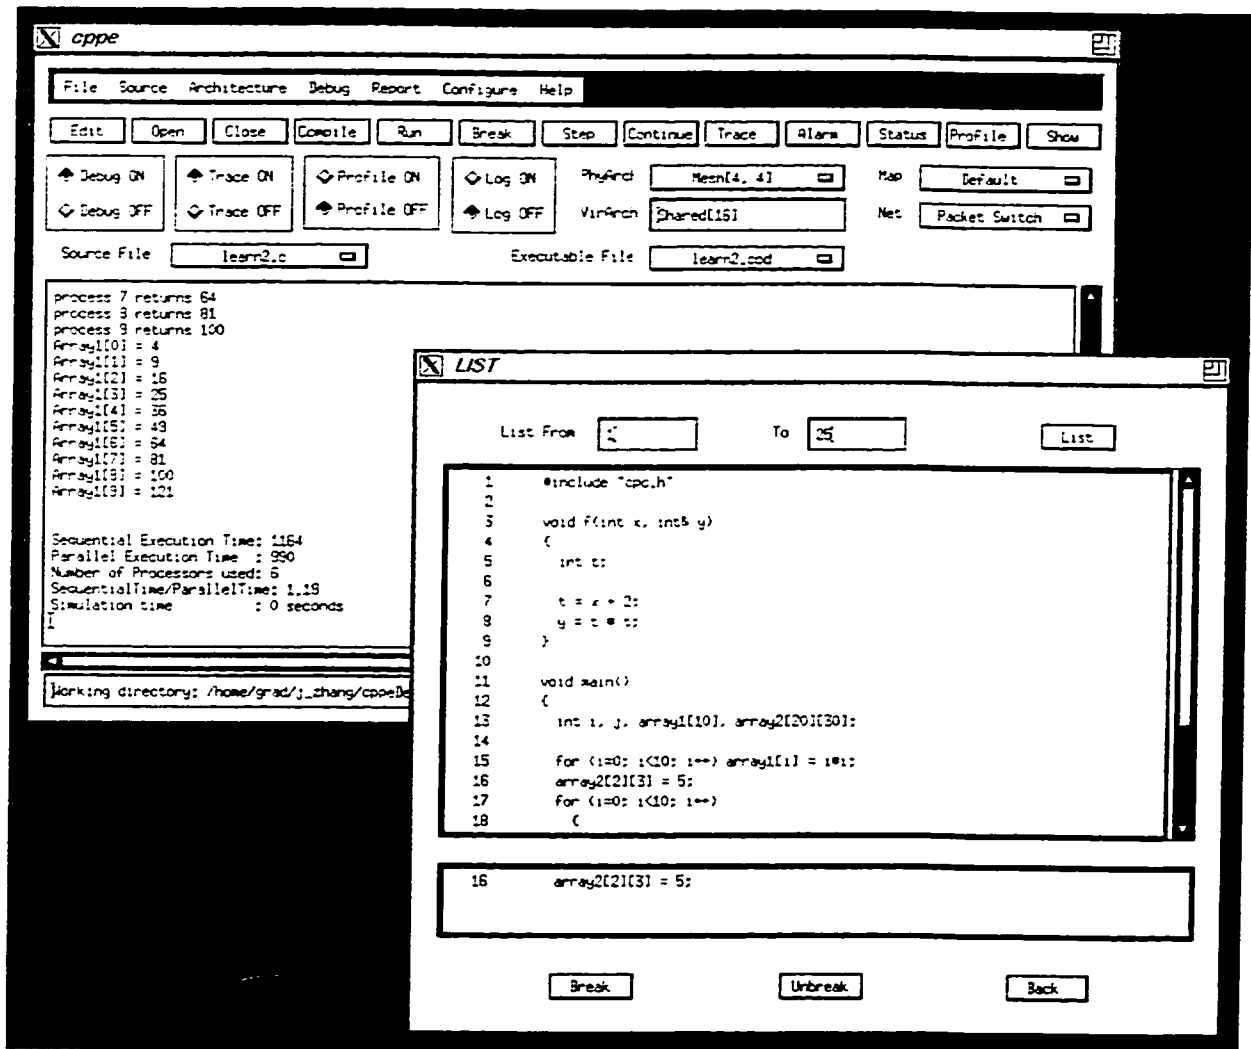 cppe
File Source Architecture Debug Report Configure Help
Edit Open Close Compile Run Break Step Continue Trace Alarm Status Profile Show
Debug ON Trace ON Profile ON Log ON PhyArch Mesh[4, 4] Map Default
Debug OFF Trace OFF Profile OFF Log OFF VirArch Shared[16] Net Packet Switch
Source File learn2.c Executable File learn2.cod
process 7 returns 64
process 8 returns 81
process 9 returns 100
Array1[0] = 4
Array1[1] = 9
Array1[2] = 16
Array1[3] = 25
Array1[4] = 36
Array1[5] = 49
Array1[6] = 64
Array1[7] = 81
Array1[8] = 100
Array1[9] = 121
Sequential Execution Time: 1164
Parallel Execution Time : 990
Number of Processors used: 6
SequentialTime/ParallelTime: 1.18
Simulation time : 0 seconds
Working directory: /home/grad/j_zhang/cppeDe
LIST
List From 1 To 25 List
1 #include "cpc.h"
2
3 void f(int x, int& y)
4 {
5 int t;
6
7 t = x + 2;
8 y = t * t;
9 }
10
11 void main()
12 {
13 int i, j, array1[10], array2[20][30];
14
15 for (i=0; i<10; i++) array1[i] = i*i;
16 array2[2][3] = 5;
17 for (i=0; i<10; i++)
18 {
16 array2[2][3] = 5;
Break Unbreak Back